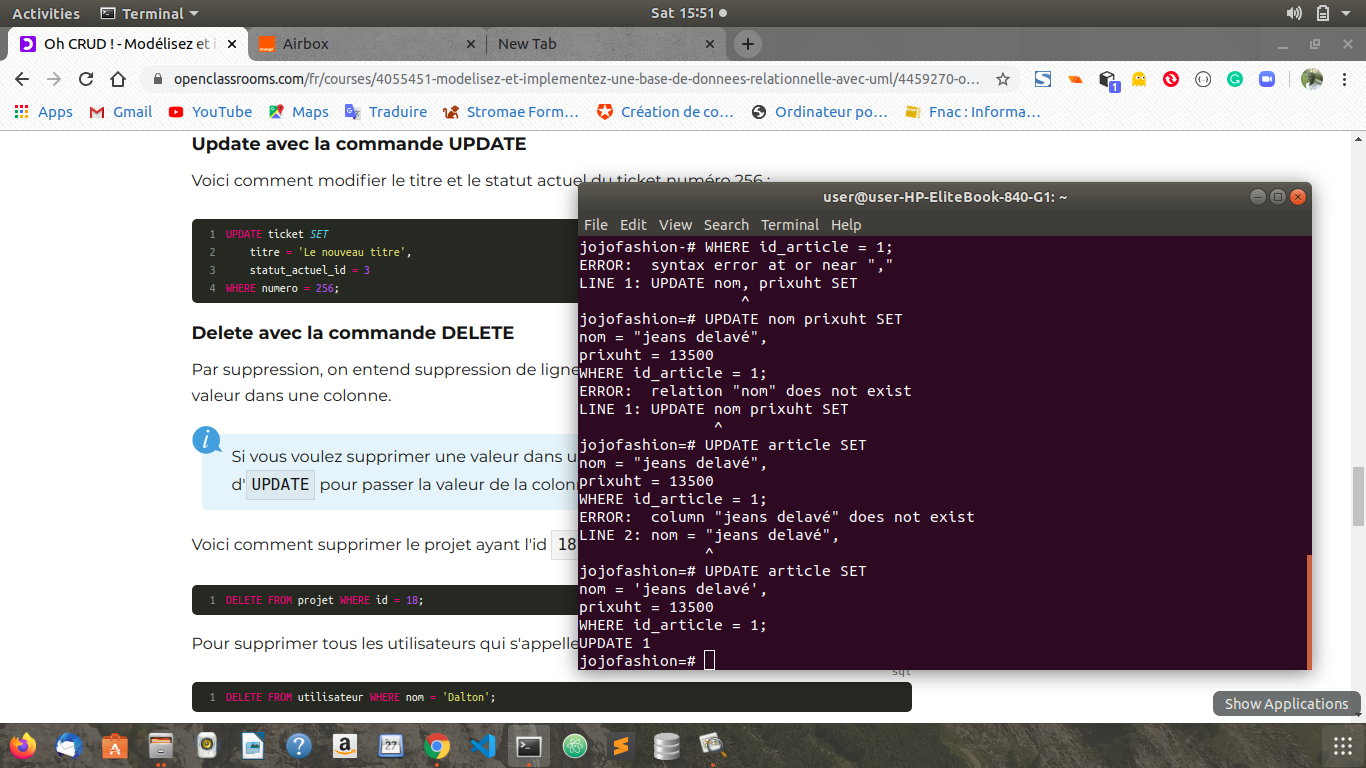 Activities
Terminal
Sat 15:51
Oh CRUD ! - Modélisez et i
Airbox
New Tab
openclassrooms.com/fr/courses/4055451-modelisez-et-implementez-une-base-de-donnees-relationnelle-avec-uml/4459270-o…
1
Apps
Gmail
YouTube
Maps
Traduire
Stromae Form…
Création de co…
Ordinateur po…
Fnac : Informa…
Update avec la commande UPDATE
Voici comment modifier le titre et le statut actuel du ticket numéro 256 :
1 UPDATE ticket SET
2 titre = 'Le nouveau titre',
3 statut_actuel_id = 3
4 WHERE numero = 256;
Delete avec la commande DELETE
Par suppression, on entend suppression de ligne
valeur dans une colonne.
i
Si vous voulez supprimer une valeur dans u
d'UPDATE pour passer la valeur de la colonn
Voici comment supprimer le projet ayant l'id 18
1 DELETE FROM projet WHERE id = 18;
Pour supprimer tous les utilisateurs qui s'appelle
sql
1 DELETE FROM utilisateur WHERE nom = 'Dalton';
user@user-HP-EliteBook-840-G1: ~
File Edit View Search Terminal Help
jojofashion-# WHERE id_article = 1;
ERROR:  syntax error at or near ","
LINE 1: UPDATE nom, prixuht SET
^
jojofashion=# UPDATE nom prixuht SET
nom = "jeans delavé",
prixuht = 13500
WHERE id_article = 1;
ERROR:  relation "nom" does not exist
LINE 1: UPDATE nom prixuht SET
^
jojofashion=# UPDATE article SET
nom = "jeans delavé",
prixuht = 13500
WHERE id_article = 1;
ERROR:  column "jeans delavé" does not exist
LINE 2: nom = "jeans delavé",
^
jojofashion=# UPDATE article SET
nom = 'jeans delavé',
prixuht = 13500
WHERE id_article = 1;
UPDATE 1
jojofashion=#
Show Applications
27